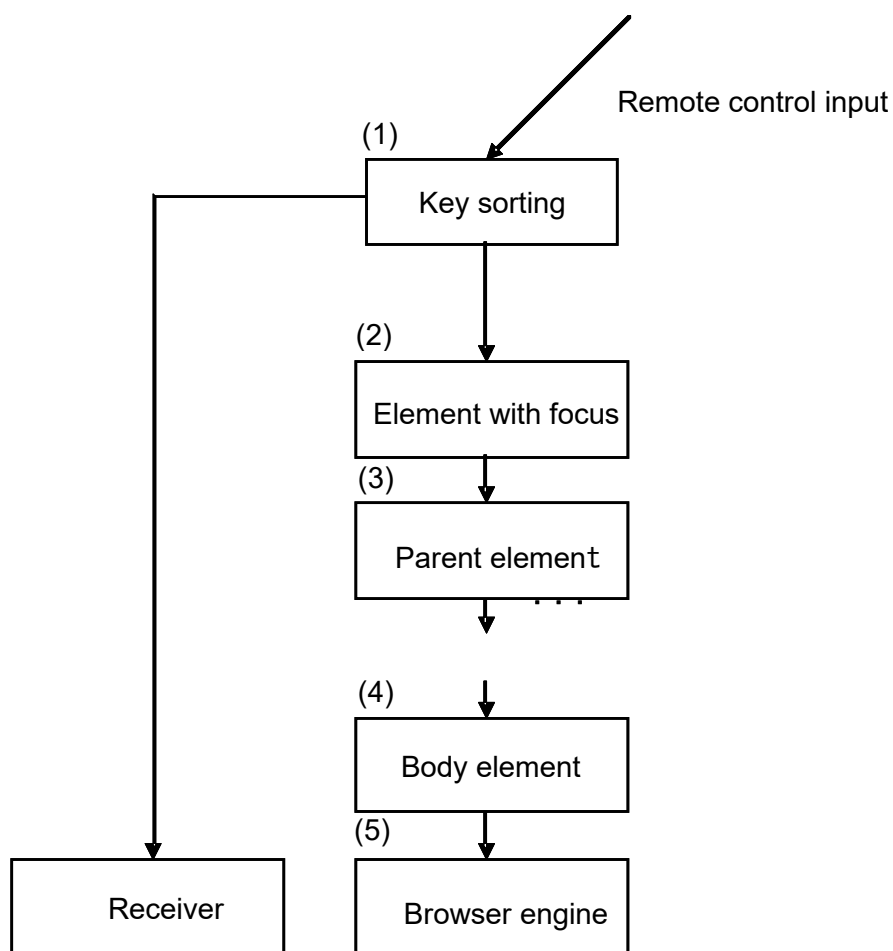 Remote control input
(1)
Key sorting
(2)
Element with focus
(3)
Parent element
. . .
(4)
Body element
(5)
Receiver
Browser engine